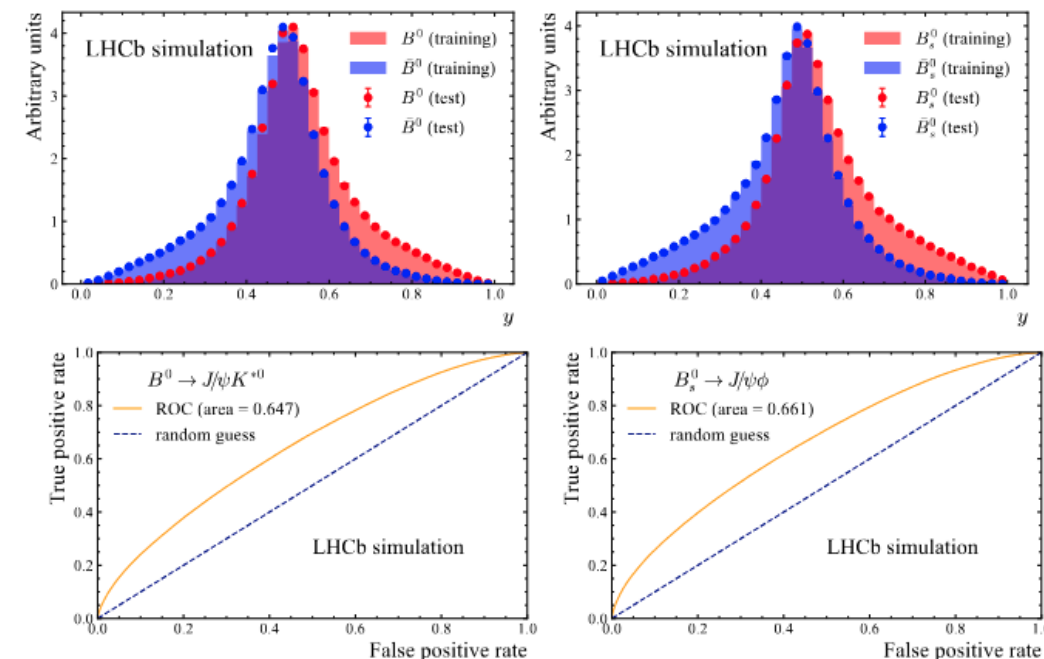 Arbitrary units
4
3
2
1
0
LHCb simulation
B⁰ (training)
B̄⁰ (training)
B⁰ (test)
B̄⁰ (test)
0.0 0.2 0.4 0.6 0.8 1.0
y
Arbitrary units
4
3
2
1
0
LHCb simulation
B⁰ₛ (training)
B̄⁰ₛ (training)
B⁰ₛ (test)
B̄⁰ₛ (test)
0.0 0.2 0.4 0.6 0.8 1.0
y
True positive rate
1.0
0.8
0.6
0.4
0.2
0.0
B⁰ → J/ψK*⁰
ROC (area = 0.647)
random guess
LHCb simulation
0.0 0.2 0.4 0.6 0.8 1.0
False positive rate
True positive rate
1.0
0.8
0.6
0.4
0.2
0.0
B⁰ₛ → J/ψϕ
ROC (area = 0.661)
random guess
LHCb simulation
0.0 0.2 0.4 0.6 0.8 1.0
False positive rate